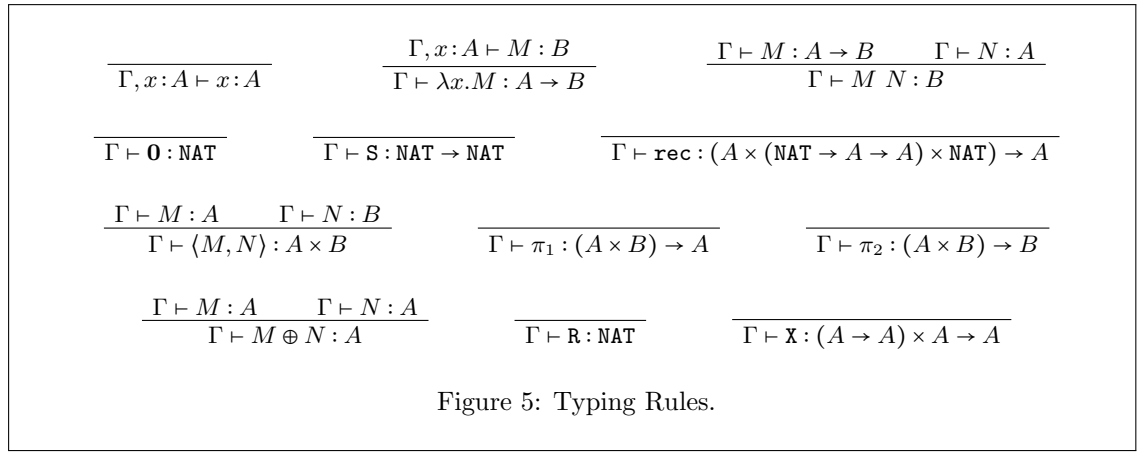 Γ, x : A ⊢ M : B    Γ ⊢ M : A → B    Γ ⊢ N : A
Γ, x : A ⊢ x : A    Γ ⊢ λx.M : A → B    Γ ⊢ M N : B
Γ ⊢ 0 : NAT    Γ ⊢ S : NAT → NAT    Γ ⊢ rec : (A × (NAT → A → A) × NAT) → A
Γ ⊢ M : A    Γ ⊢ N : B
Γ ⊢ ⟨M, N⟩ : A × B    Γ ⊢ π₁ : (A × B) → A    Γ ⊢ π₂ : (A × B) → B
Γ ⊢ M : A    Γ ⊢ N : A
Γ ⊢ M ⊕ N : A    Γ ⊢ R : NAT    Γ ⊢ X : (A → A) × A → A
Figure 5: Typing Rules.